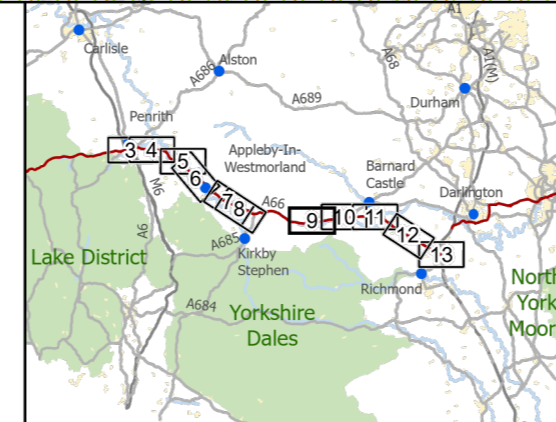 A1
Carlisle
A686
Alston
A68
A1(M)
A689
Durham
Penrith
Appleby-In-
Westmorland
Barnard
Castle
Darlington
3
4
5
6
7
18
A66
9
10
11
12
13
M6
A6
Lake District
A685
Kirkby
Stephen
Richmond
A684
Yorkshire
Dales
North
York
Moor